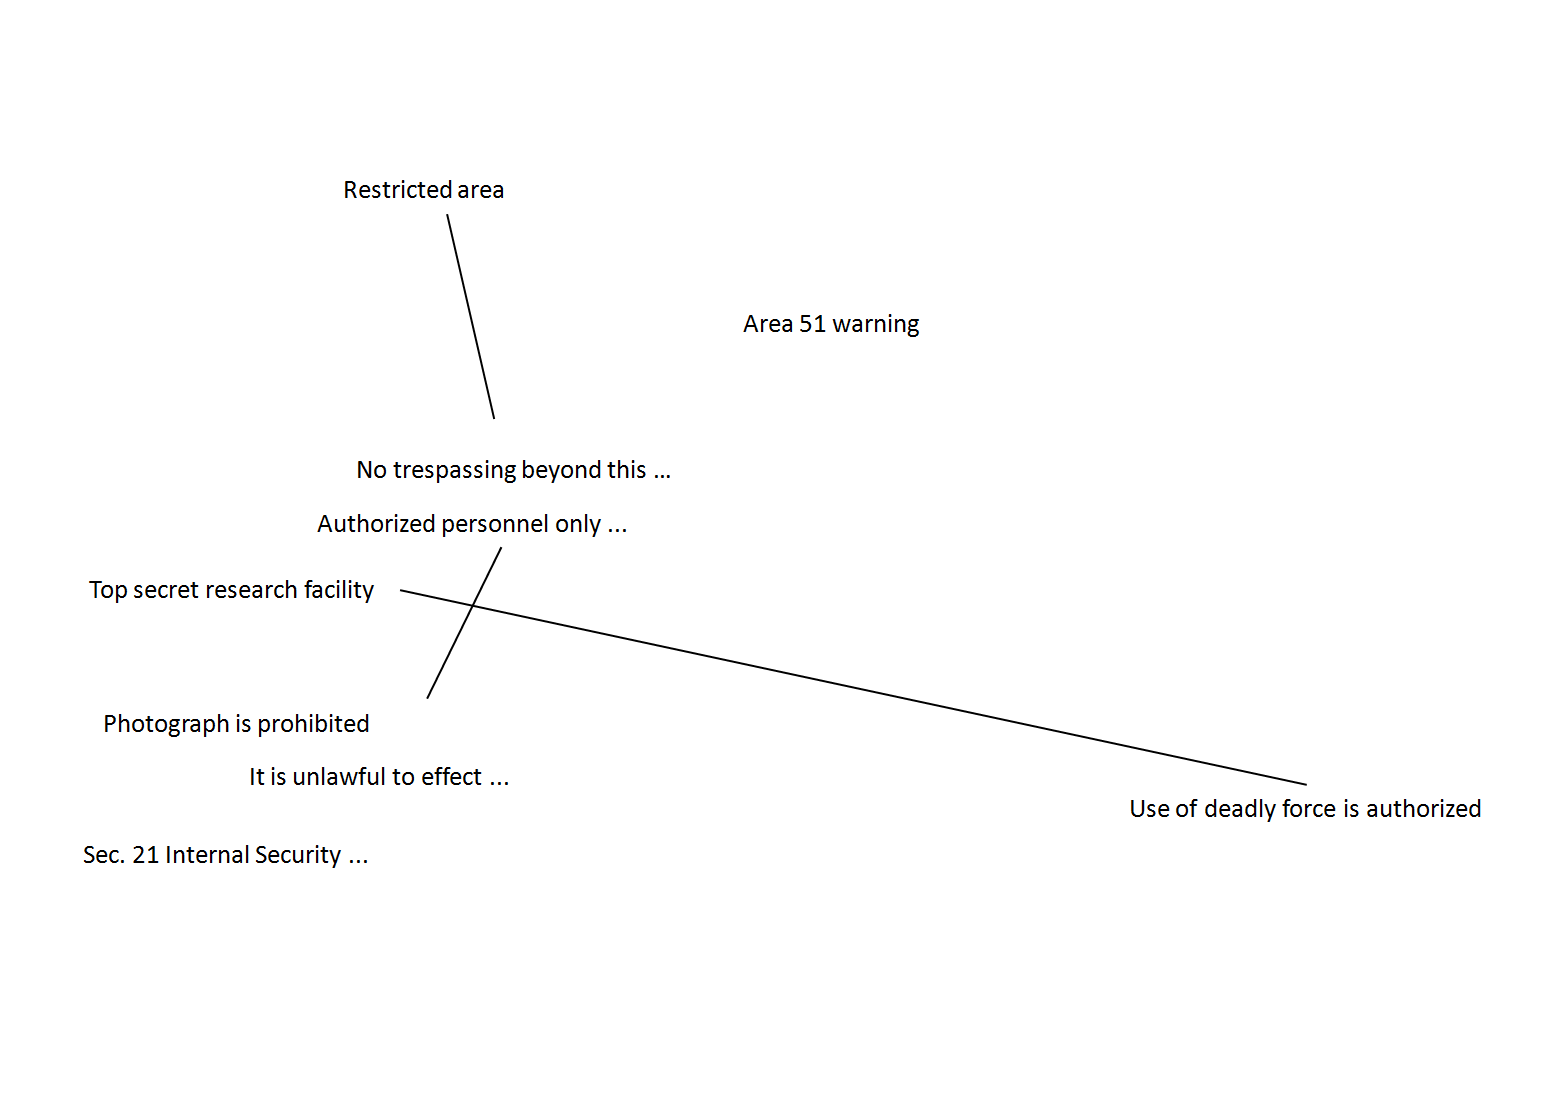 Restricted area
Area 51 warning
No trespassing beyond this ...
Authorized personnel only ...
Top secret research facility
Photograph is prohibited
It is unlawful to effect ...
Use of deadly force is authorized
Sec. 21 Internal Security ...